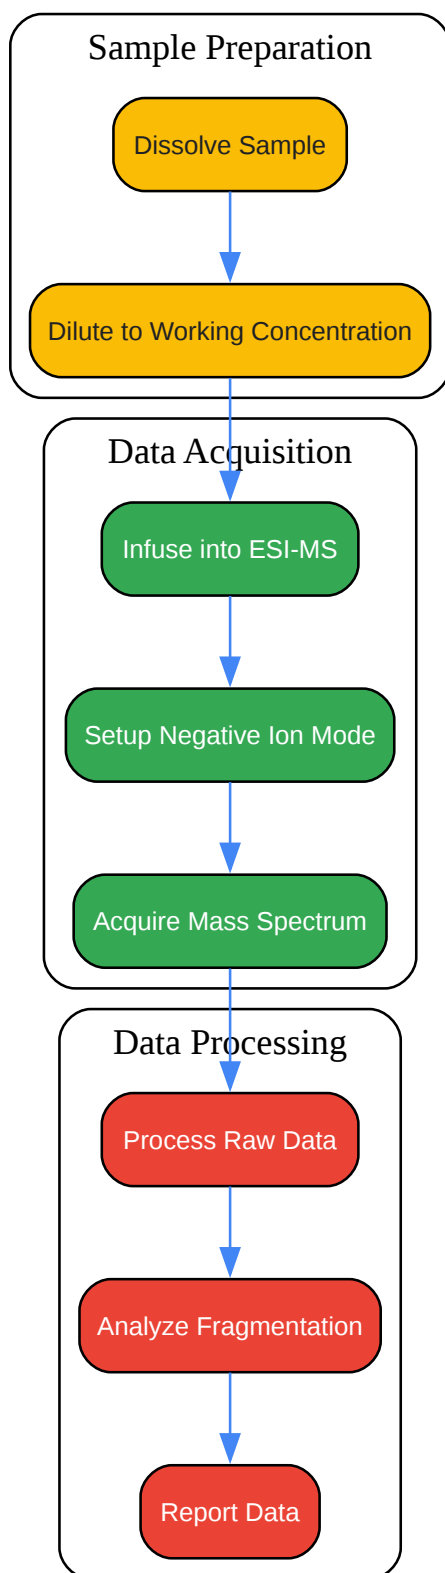 Sample Preparation
Dissolve Sample
Dilute to Working Concentration
Data Acquisition
Infuse into ESI-MS
Setup Negative Ion Mode
Acquire Mass Spectrum
Data Processing
Process Raw Data
Analyze Fragmentation
Report Data